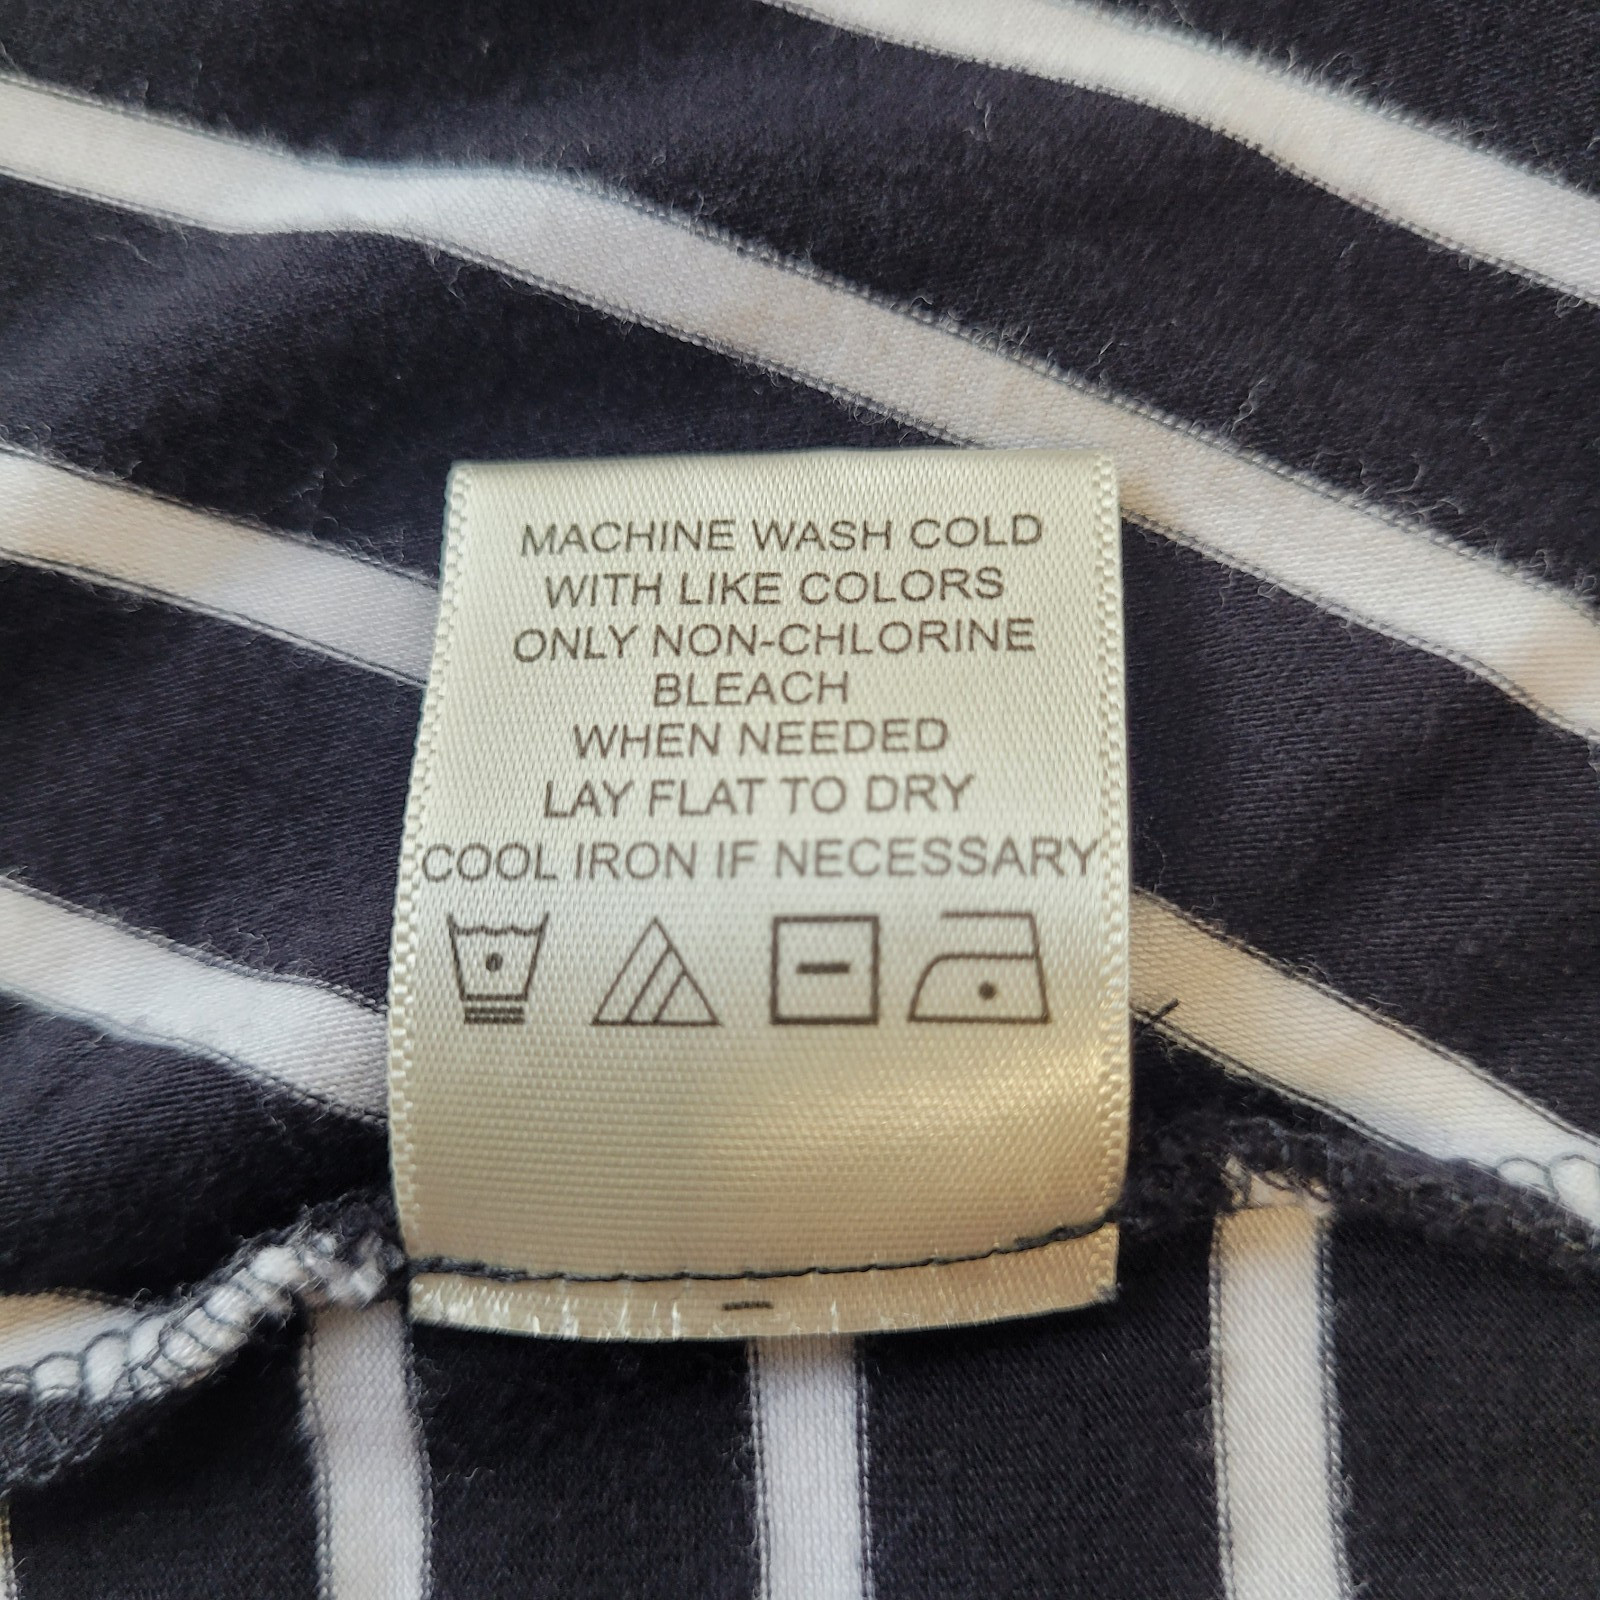 MACHINE WASH COLD
WITH LIKE COLORS
ONLY NON-CHLORINE
BLEACH
WHEN NEEDED
LAY FLAT TO DRY
COOL IRON IF NECESSARY